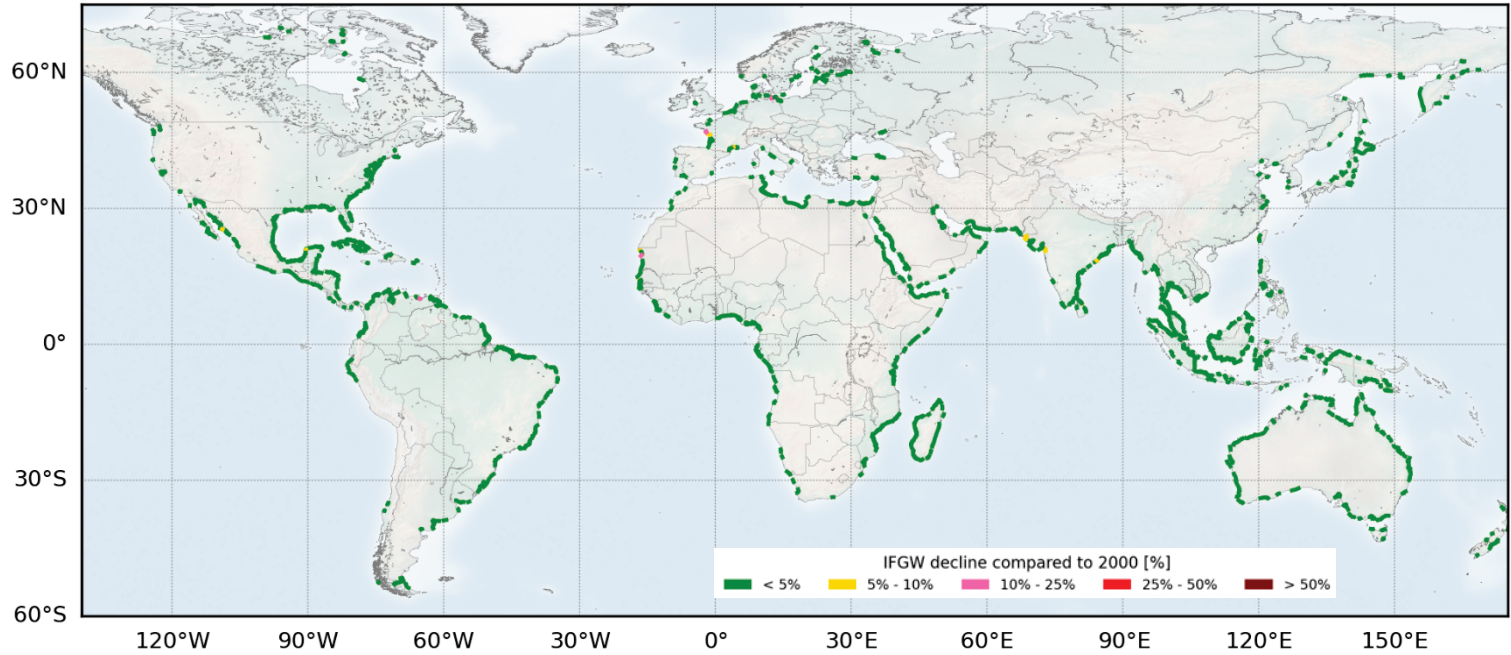 60°N
30°N
0°
30°S
60°S
IFGW decline compared to 2000 [%]
< 5% 5% - 10% 10% - 25% 25% - 50% > 50%
120°W 90°W 60°W 30°W 0° 30°E 60°E 90°E 120°E 150°E